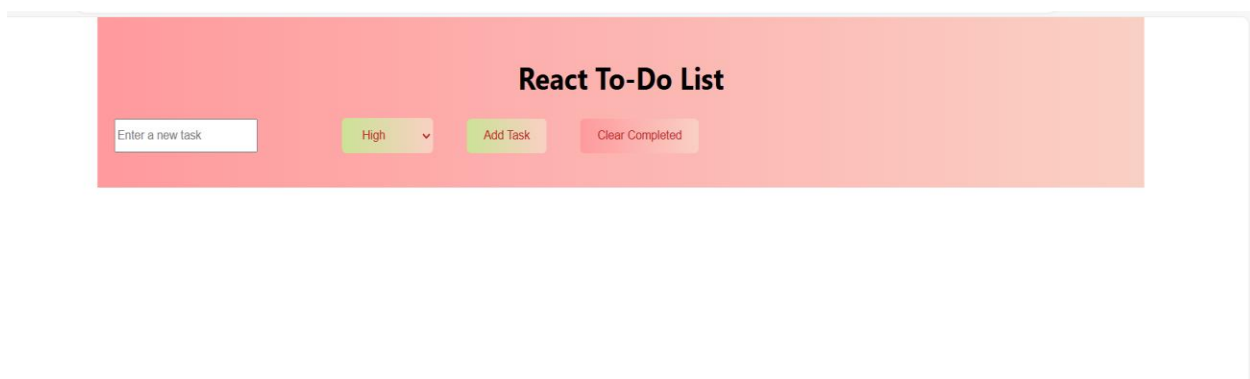 React To-Do List
Enter a new task High Add Task Clear Completed